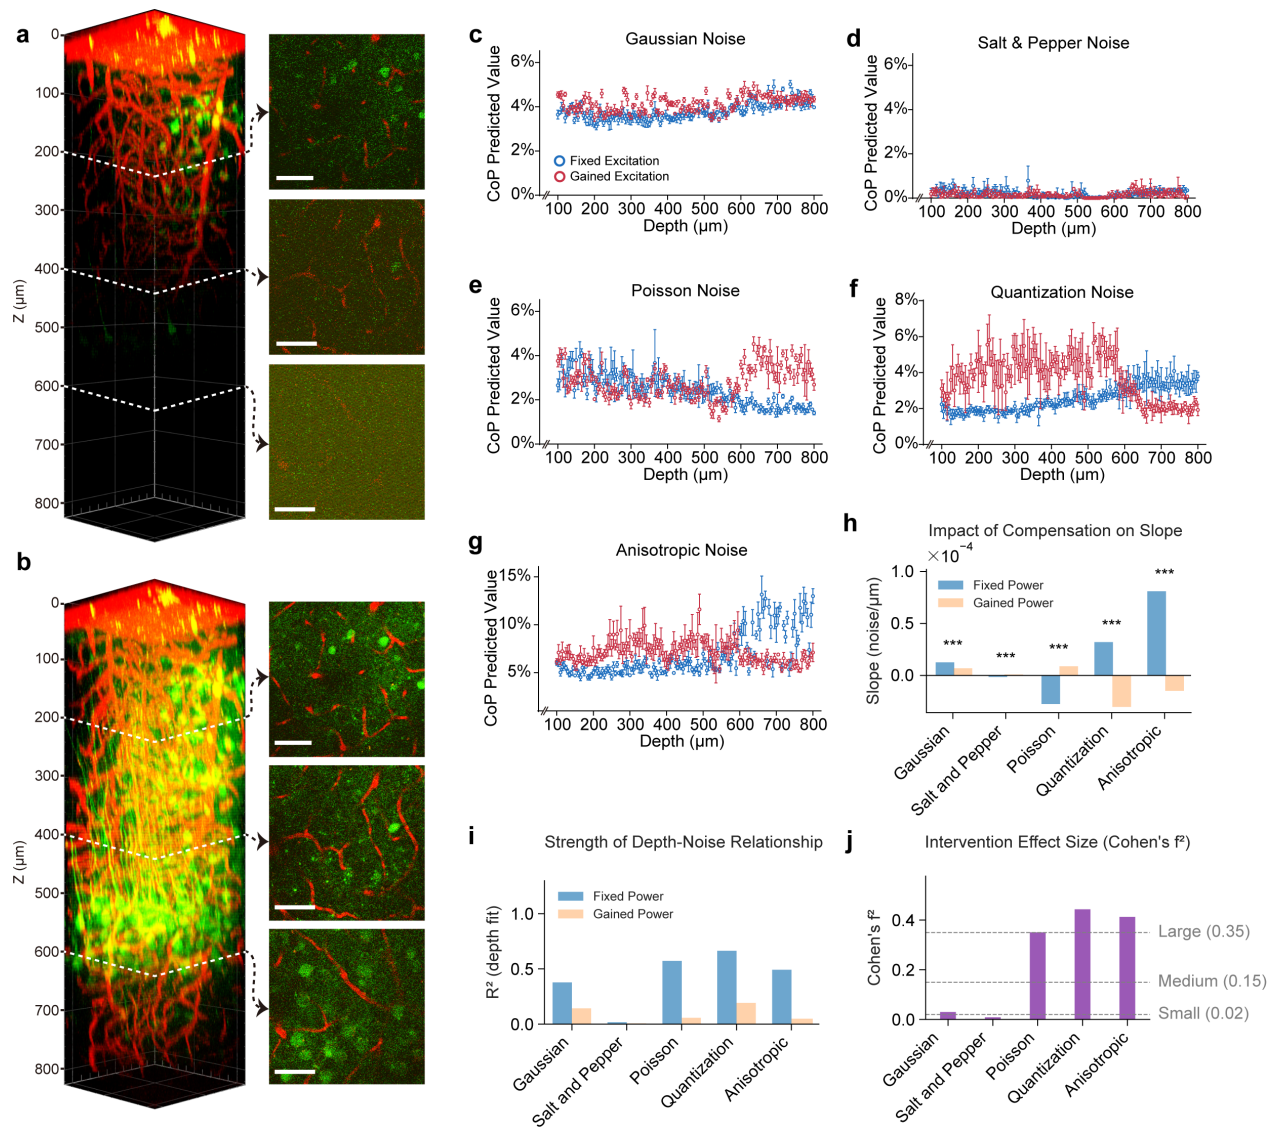 a
0
100
200
300
400
500
600
700
800
Z (µm)
b
0
100
200
300
400
500
600
700
800
Z (µm)
c
Gaussian Noise
CoP Predicted Value
6%
4%
2%
0%
Fixed Excitation
Gained Excitation
100 200 300 400 500 600 700 800
Depth (µm)
d
Salt & Pepper Noise
CoP Predicted Value
6%
4%
2%
0%
100 200 300 400 500 600 700 800
Depth (µm)
e
Poisson Noise
CoP Predicted Value
6%
4%
2%
0%
100 200 300 400 500 600 700 800
Depth (µm)
f
Quantization Noise
CoP Predicted Value
8%
6%
4%
2%
0%
100 200 300 400 500 600 700 800
Depth (µm)
g
Anisotropic Noise
CoP Predicted Value
15%
10%
5%
100 200 300 400 500 600 700 800
Depth (µm)
h
Impact of Compensation on Slope
×10⁻⁴
Slope (noise/µm)
1.0
0.5
0.0
Fixed Power
Gained Power
***
***
***
***
***
Gaussian
Salt and Pepper
Poisson
Quantization
Anisotropic
i
Strength of Depth-Noise Relationship
R² (depth fit)
1.0
0.5
0.0
Fixed Power
Gained Power
Gaussian
Salt and Pepper
Poisson
Quantization
Anisotropic
j
Intervention Effect Size (Cohen's f²)
Cohen's f²
0.4
0.2
0.0
Large (0.35)
Medium (0.15)
Small (0.02)
Gaussian
Salt and Pepper
Poisson
Quantization
Anisotropic